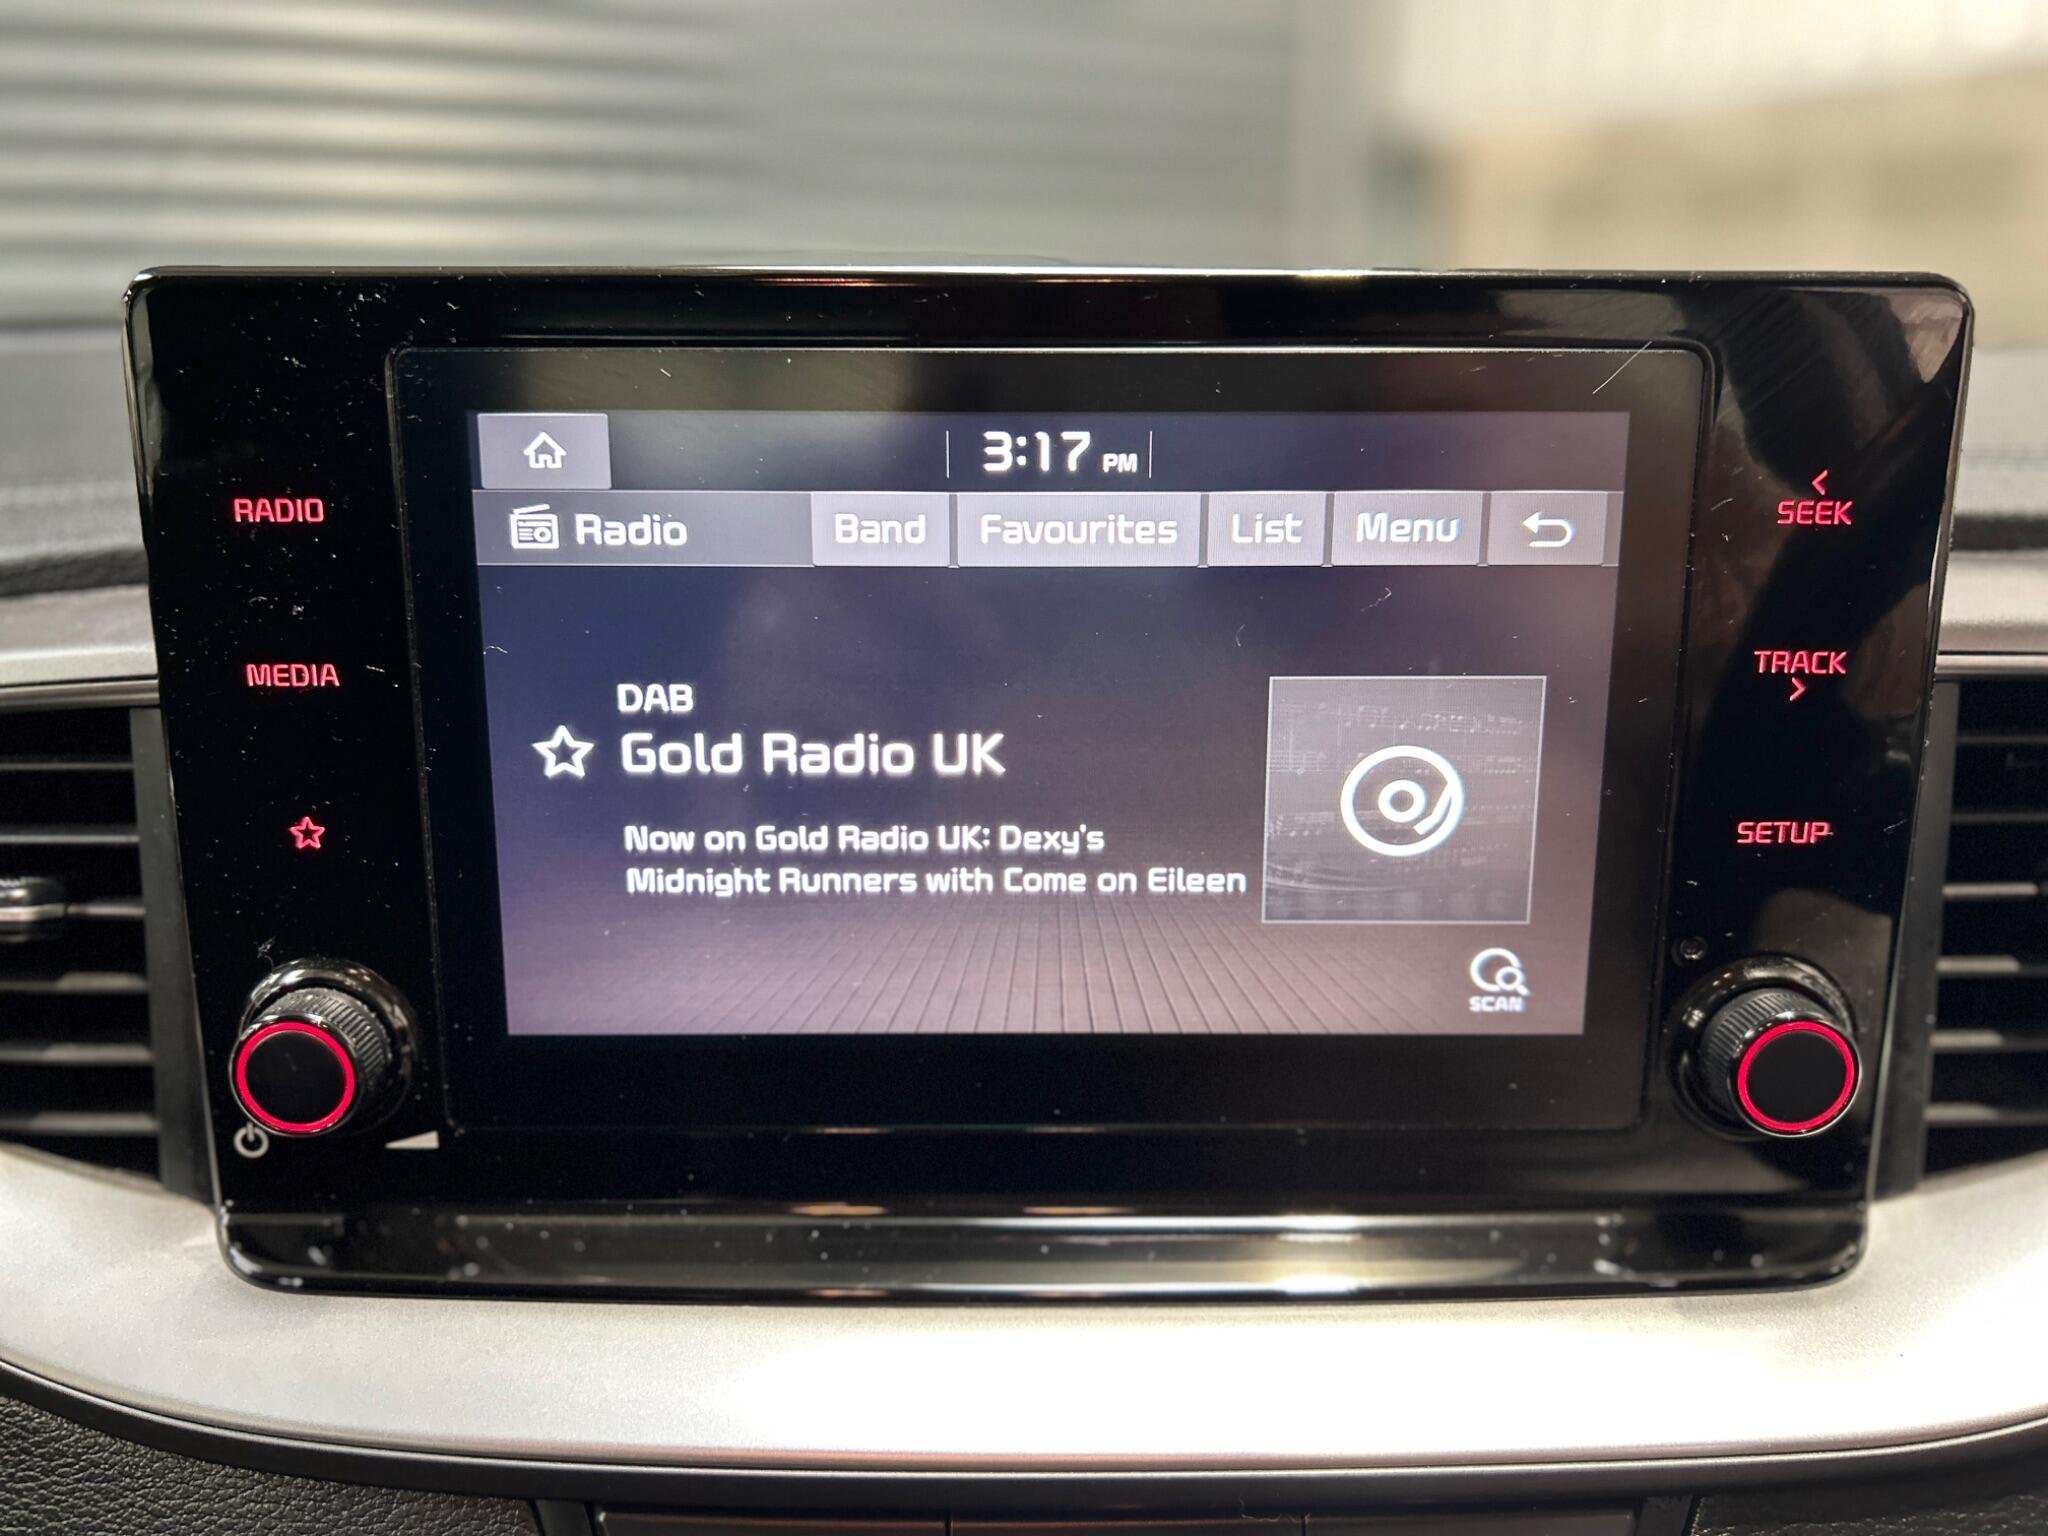 3:17 PM
Radio Band Favourites List Menu
RADIO
< SEEK
MEDIA
TRACK >
DAB
Gold Radio UK
Now on Gold Radio UK: Dexy's
Midnight Runners with Come on Eileen
SETUP
SCAN